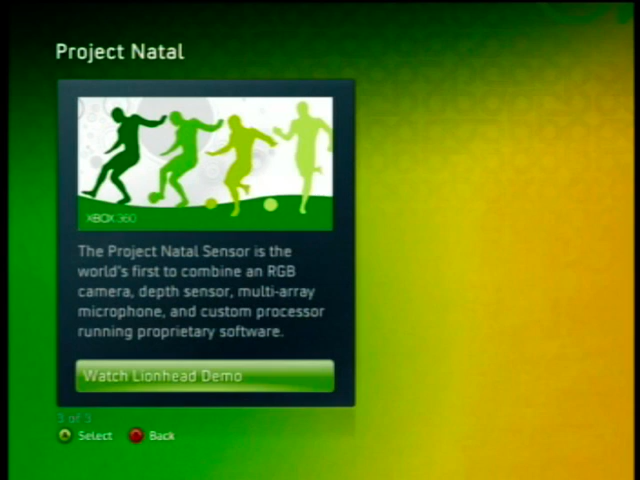 Project Natal
XBOX 360
The Project Natal Sensor is the
world's first to combine an RGB
camera, depth sensor, multi-array
microphone, and custom processor
running proprietary software.
Watch Lionhead Demo
3 of 3
A Select B Back